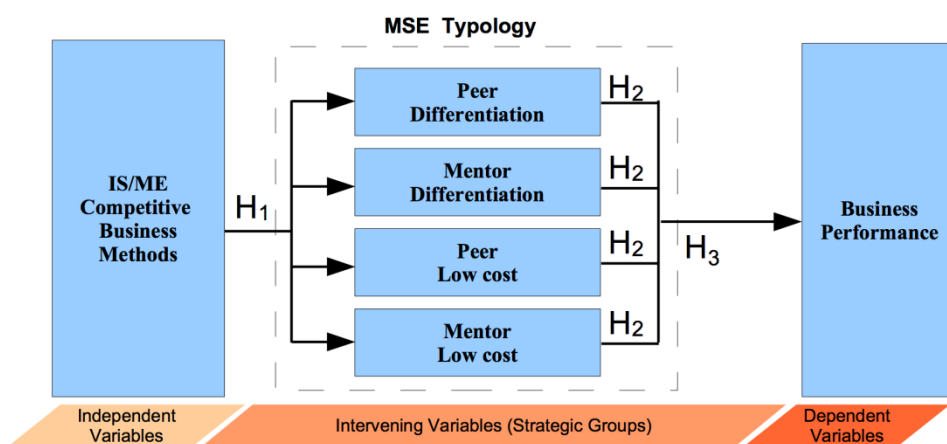 MSE Typology
IS/ME
Competitive
Business
Methods
H1
Peer
Differentiation
H2
Mentor
Differentiation
H2
Peer
Low cost
H2
Mentor
Low cost
H2
H3
Business
Performance
Independent
Variables
Intervening Variables (Strategic Groups)
Dependent
Variables